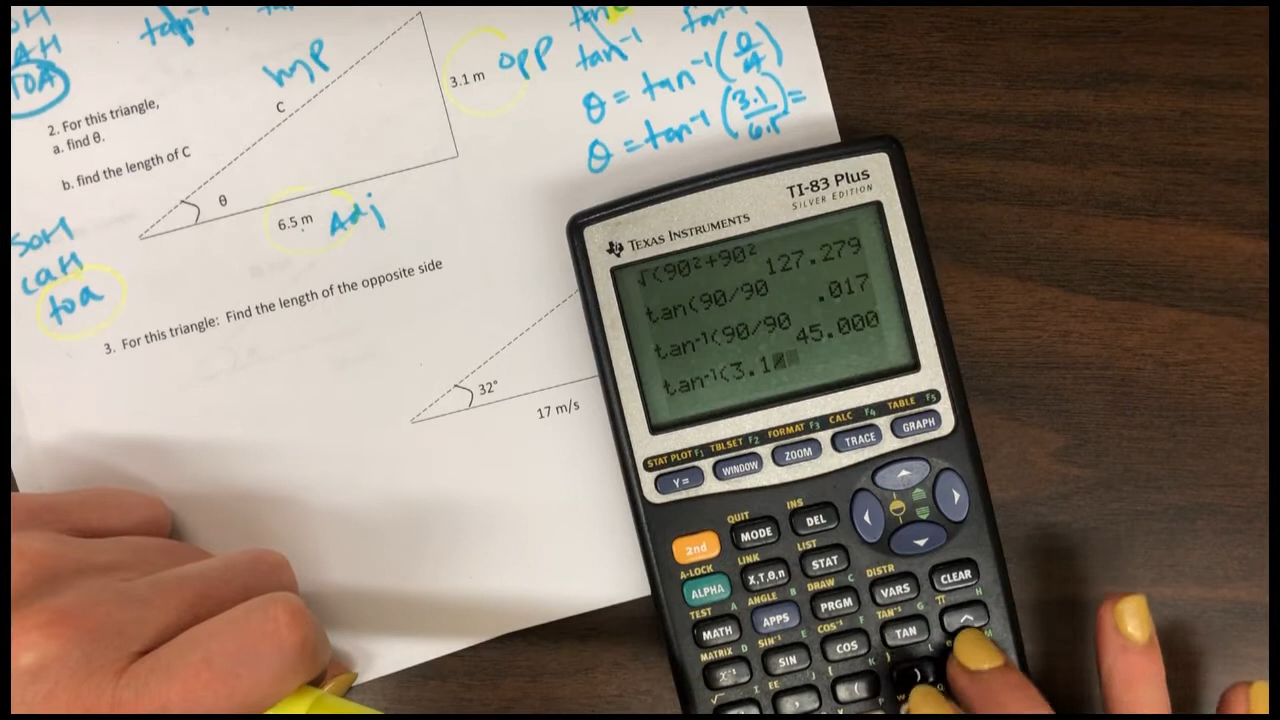 OH
AH
TOA
tan⁻¹
hyp
C
3.1 m
opp
tan⁻¹
θ = tan⁻¹ (O/A)
θ = tan⁻¹ (3.1/6.5) =
2. For this triangle,
a. find θ.
b. find the length of C
θ
6.5 m
Adj
SOH
CAH
toa
3. For this triangle: Find the length of the opposite side
32°
17 m/s
TI-83 Plus
SILVER EDITION
TEXAS INSTRUMENTS
√(90²+90²
127.279
tan(90/90
.017
tan⁻¹(90/90
45.000
tan⁻¹(3.1
STAT PLOT F1 TBLSET F2 FORMAT F3 CALC F4 TABLE F5
Y= WINDOW ZOOM TRACE GRAPH
QUIT INS
2nd MODE DEL
A-LOCK LINK LIST
ALPHA X,T,θ,n STAT
TEST A ANGLE B DRAW C DISTR
MATH APPS PRGM VARS CLEAR
MATRIX D SIN⁻¹ E COS⁻¹ F TAN⁻¹ G π H
x⁻¹ SIN COS TAN ^
√ I EE J { K } L e M
, ( )